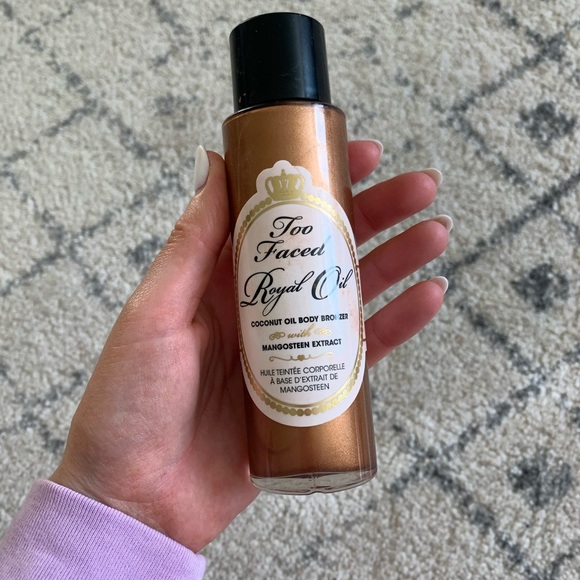 Too
Faced
Royal Oil
COCONUT OIL BODY BRONZER
with
MANGOSTEEN EXTRACT
HUILE TEINTÉE CORPORELLE
À BASE D'EXTRAIT DE
MANGOSTEEN